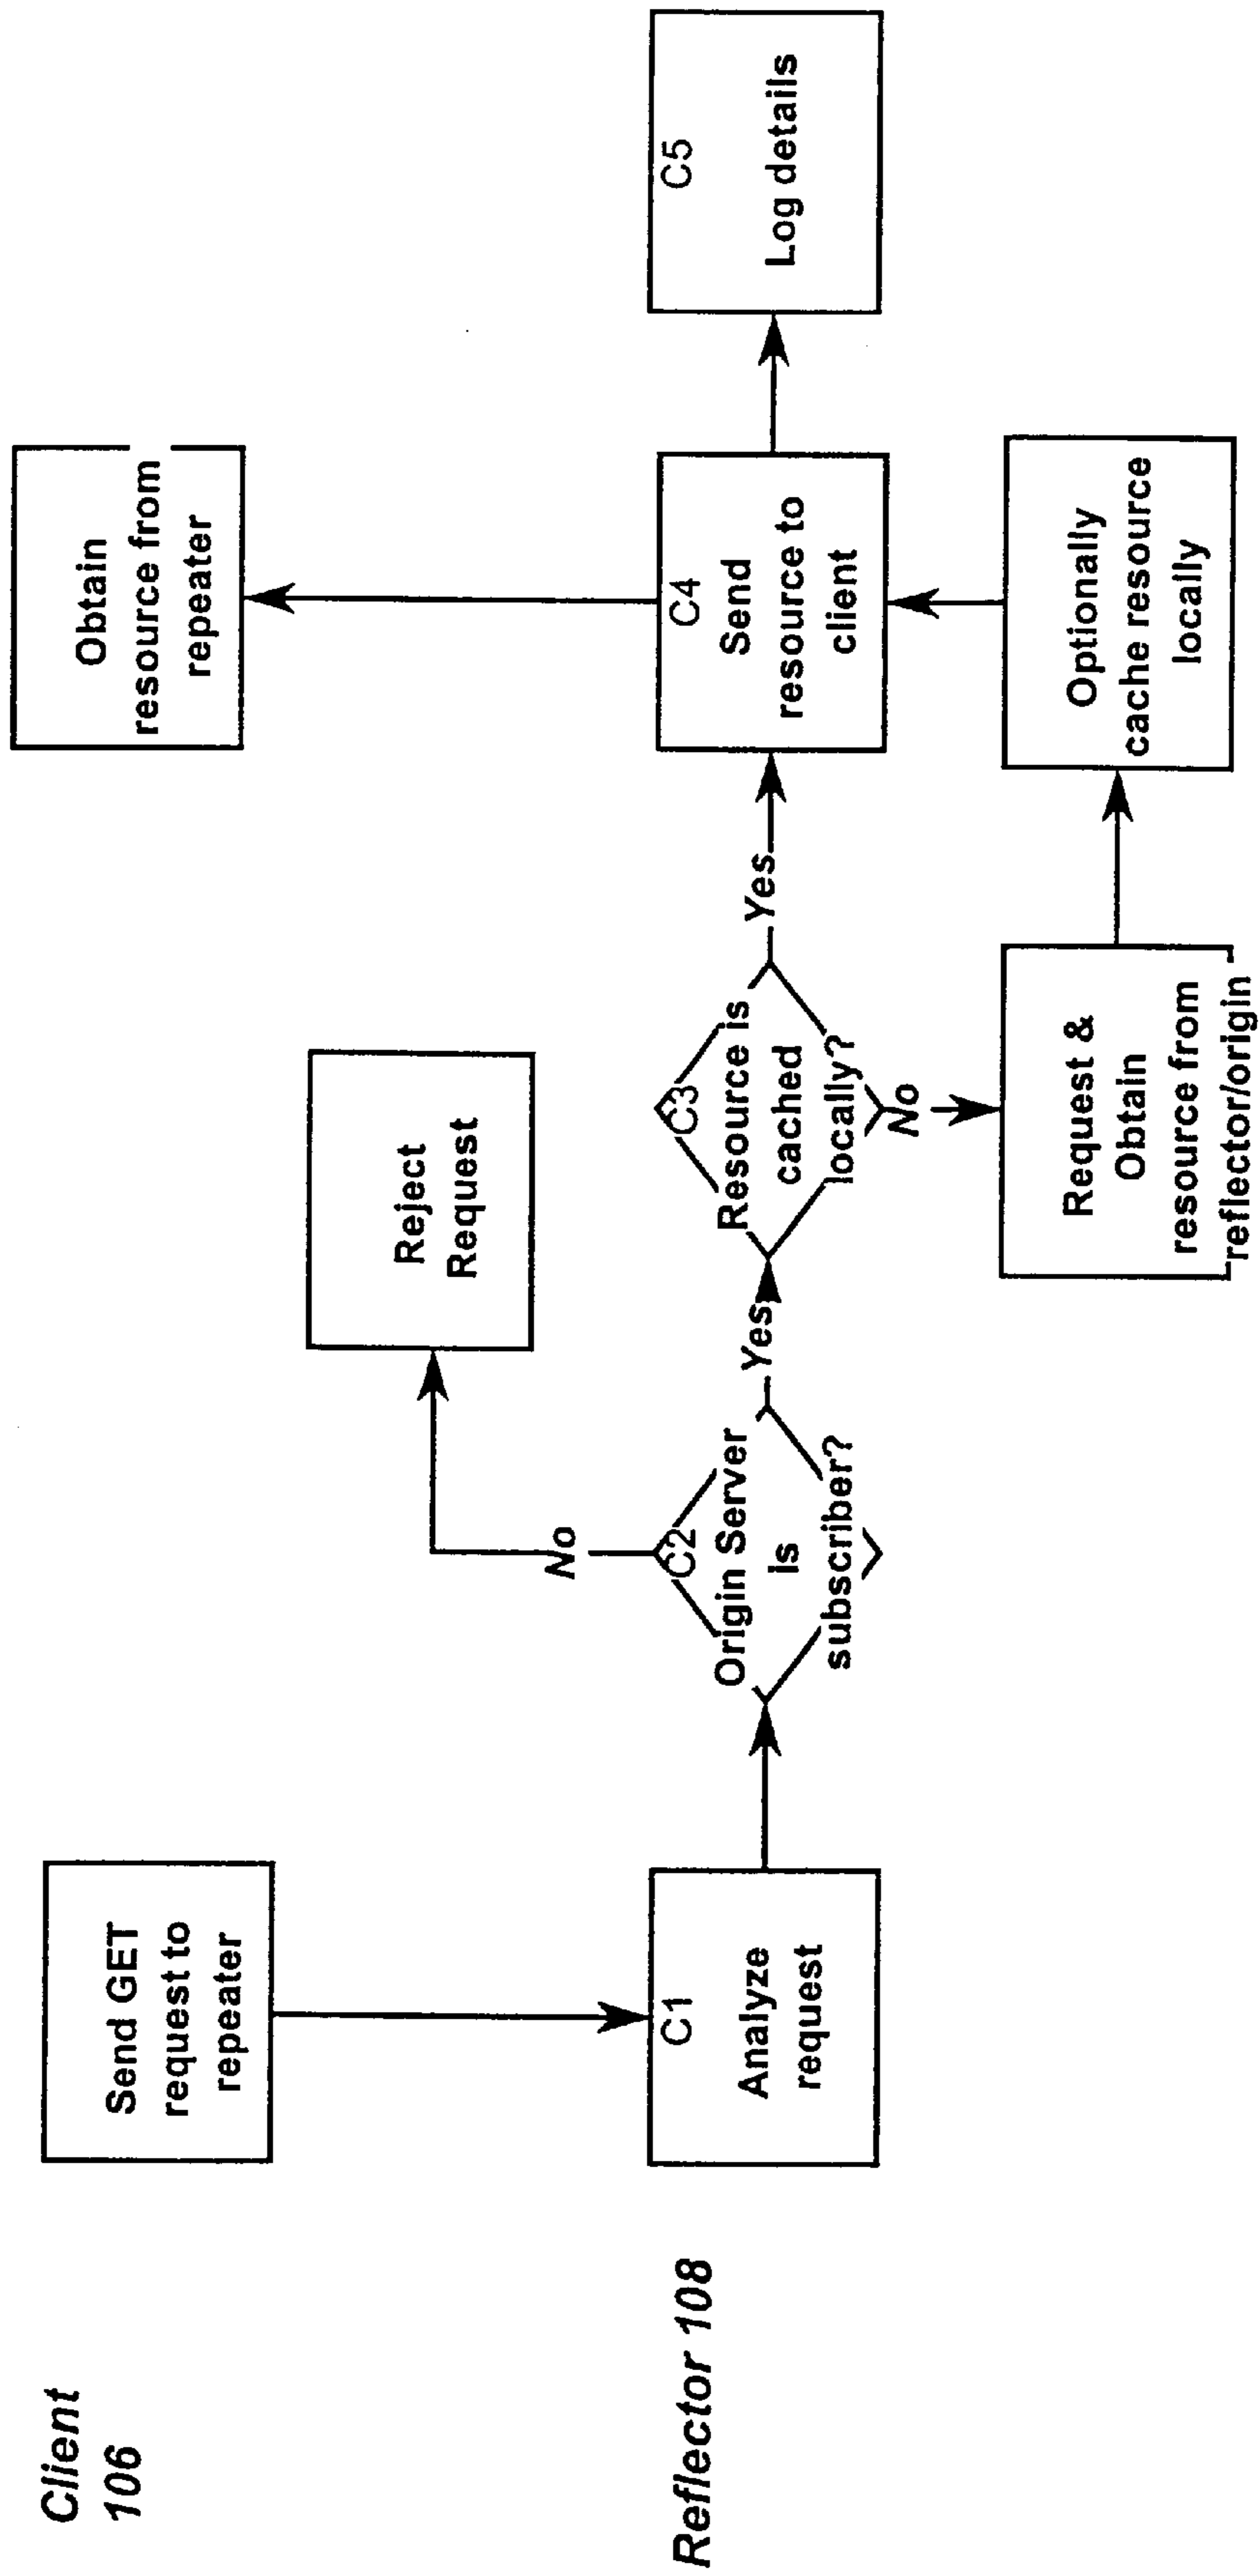 Client
106
Send GET
request to
repeater
Obtain
resource from
repeater
Reject
Request
Reflector 108
C1
Analyze
request
No
C2
Origin Server
is
subscriber?
Yes
C3
Resource is
cached
locally?
Yes
C4
Send
resource to
client
C5
Log details
No
Request &
Obtain
resource from
reflector/origin
Optionally
cache resource
locally